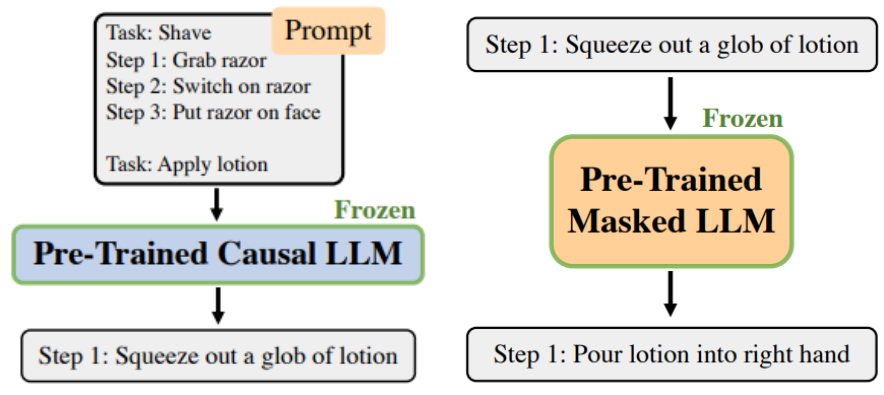 Prompt
Task: Shave
Step 1: Grab razor
Step 2: Switch on razor
Step 3: Put razor on face
Task: Apply lotion
Frozen
Pre-Trained Causal LLM
Step 1: Squeeze out a glob of lotion
Step 1: Squeeze out a glob of lotion
Frozen
Pre-Trained
Masked LLM
Step 1: Pour lotion into right hand